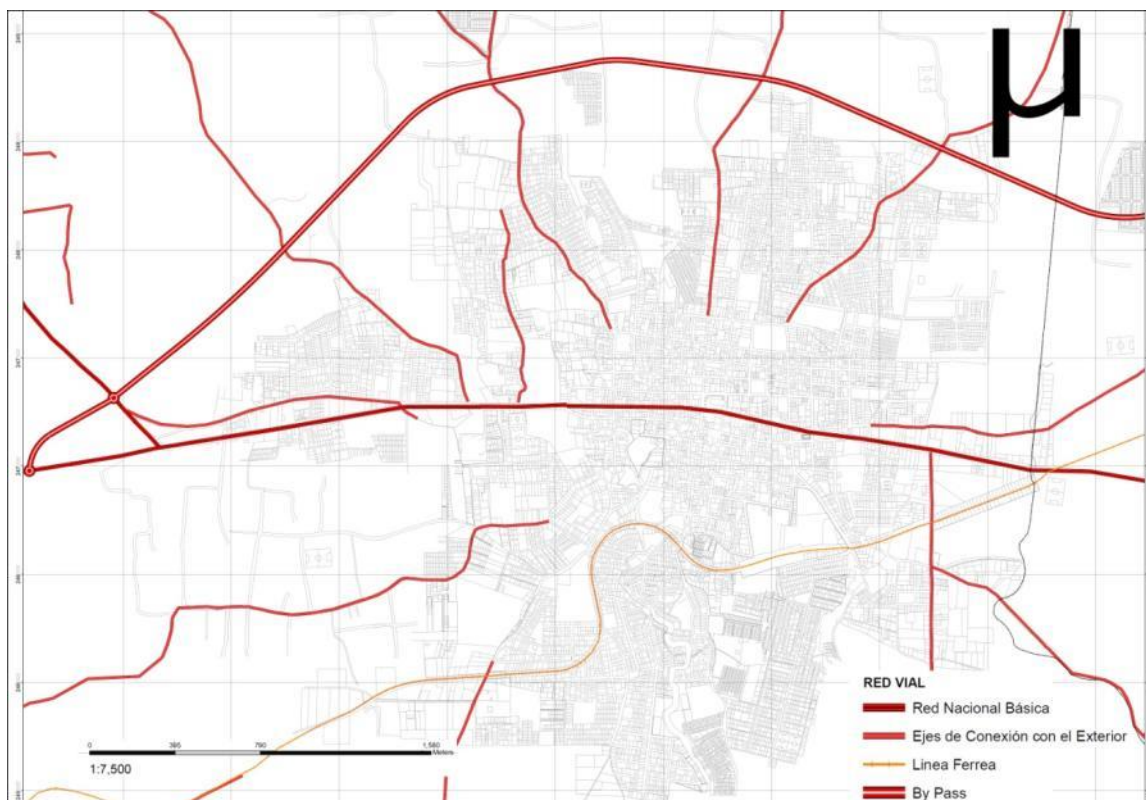 µ
RED VIAL
Red Nacional Básica
Ejes de Conexión con el Exterior
Linea Ferrea
By Pass
0 395 790 1,580
Meters
1:7,500